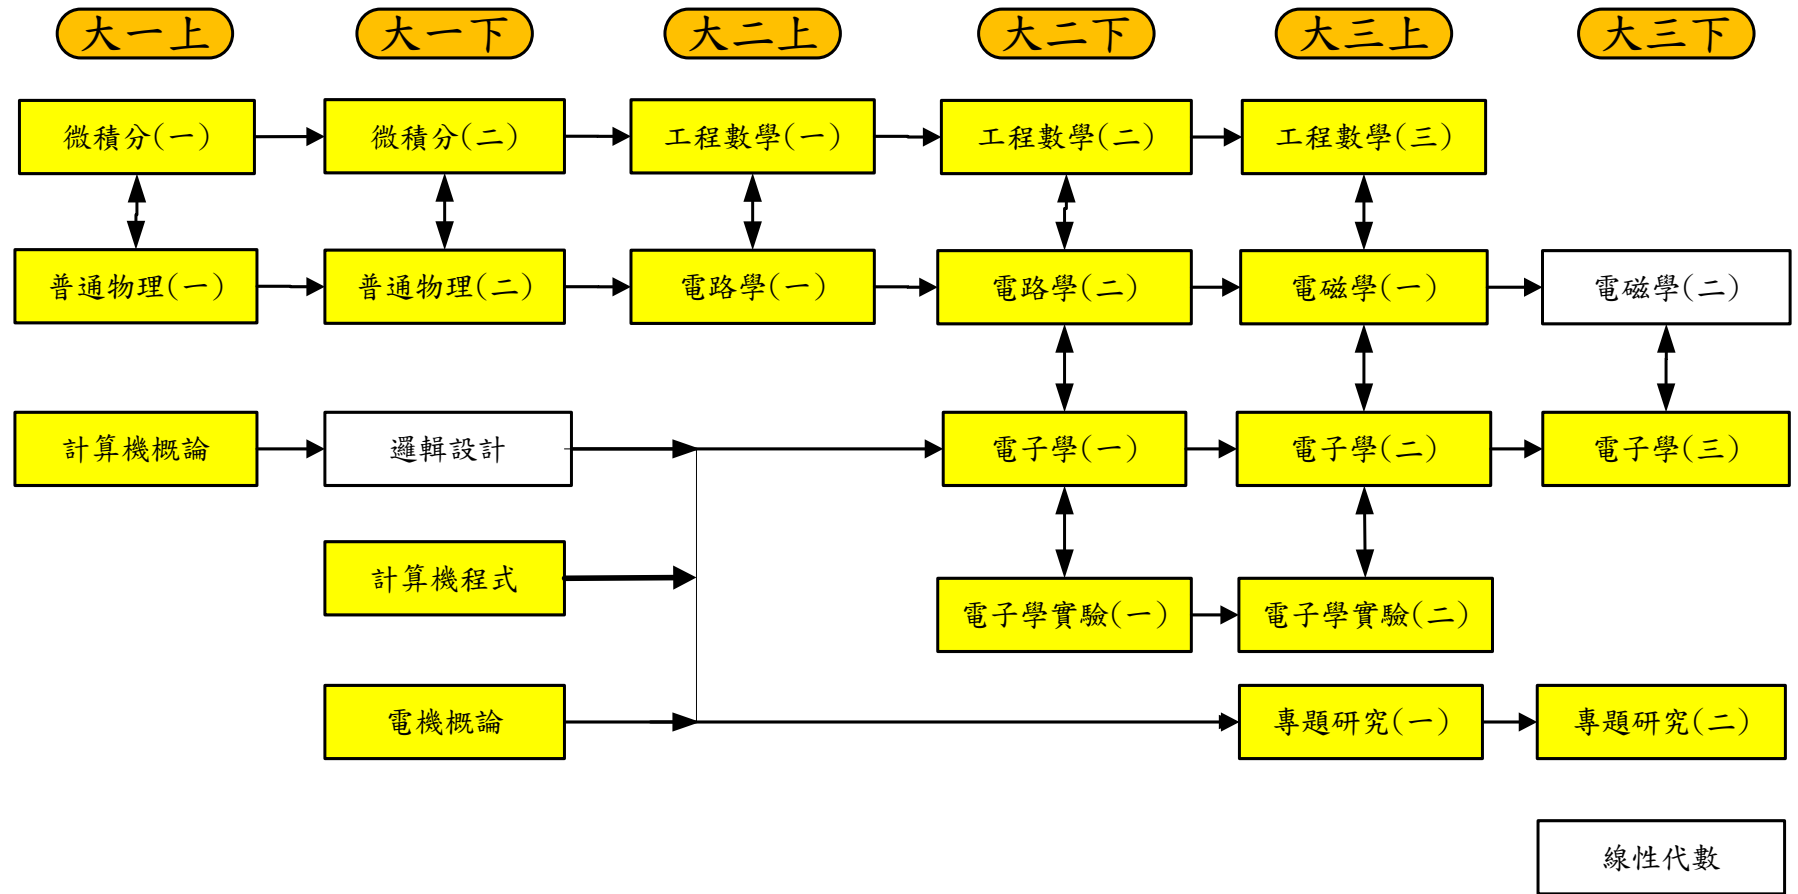 大一上
大一下
大二上
大二下
大三上
大三下
微積分(一)
微積分(二)
工程數學(一)
工程數學(二)
工程數學(三)
普通物理(一)
普通物理(二)
電路學(一)
電路學(二)
電磁學(一)
電磁學(二)
計算機概論
邏輯設計
電子學(一)
電子學(二)
電子學(三)
計算機程式
電子學實驗(一)
電子學實驗(二)
電機概論
專題研究(一)
專題研究(二)
線性代數